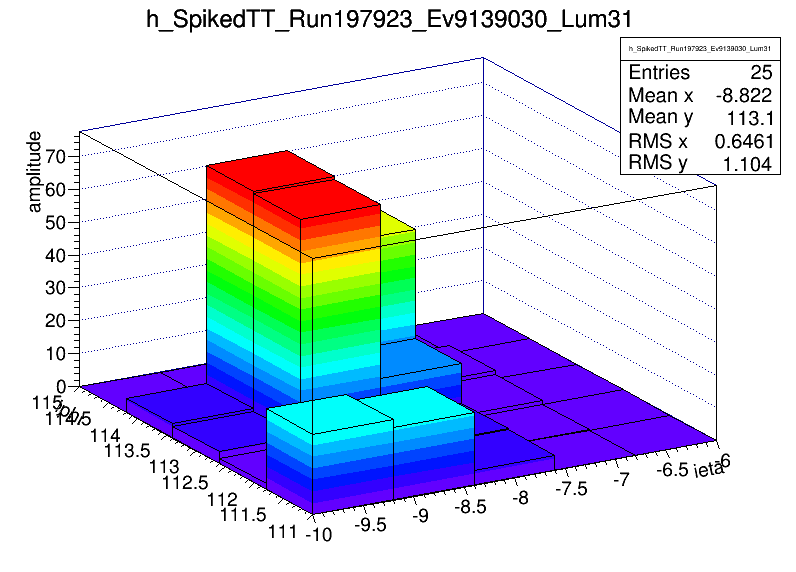 h_SpikedTT_Run197923_Ev9139030_Lum31
h_SpikedTT_Run197923_Ev9139030_Lum31
Entries 25
Mean x -8.822
Mean y 113.1
RMS x 0.6461
RMS y 1.104
amplitude
70
60
50
40
30
20
10
0
115
114.5
114
113.5
113
112.5
112
111.5
111
-10
-9.5
-9
-8.5
-8
-7.5
-7
-6.5
-6
ieta